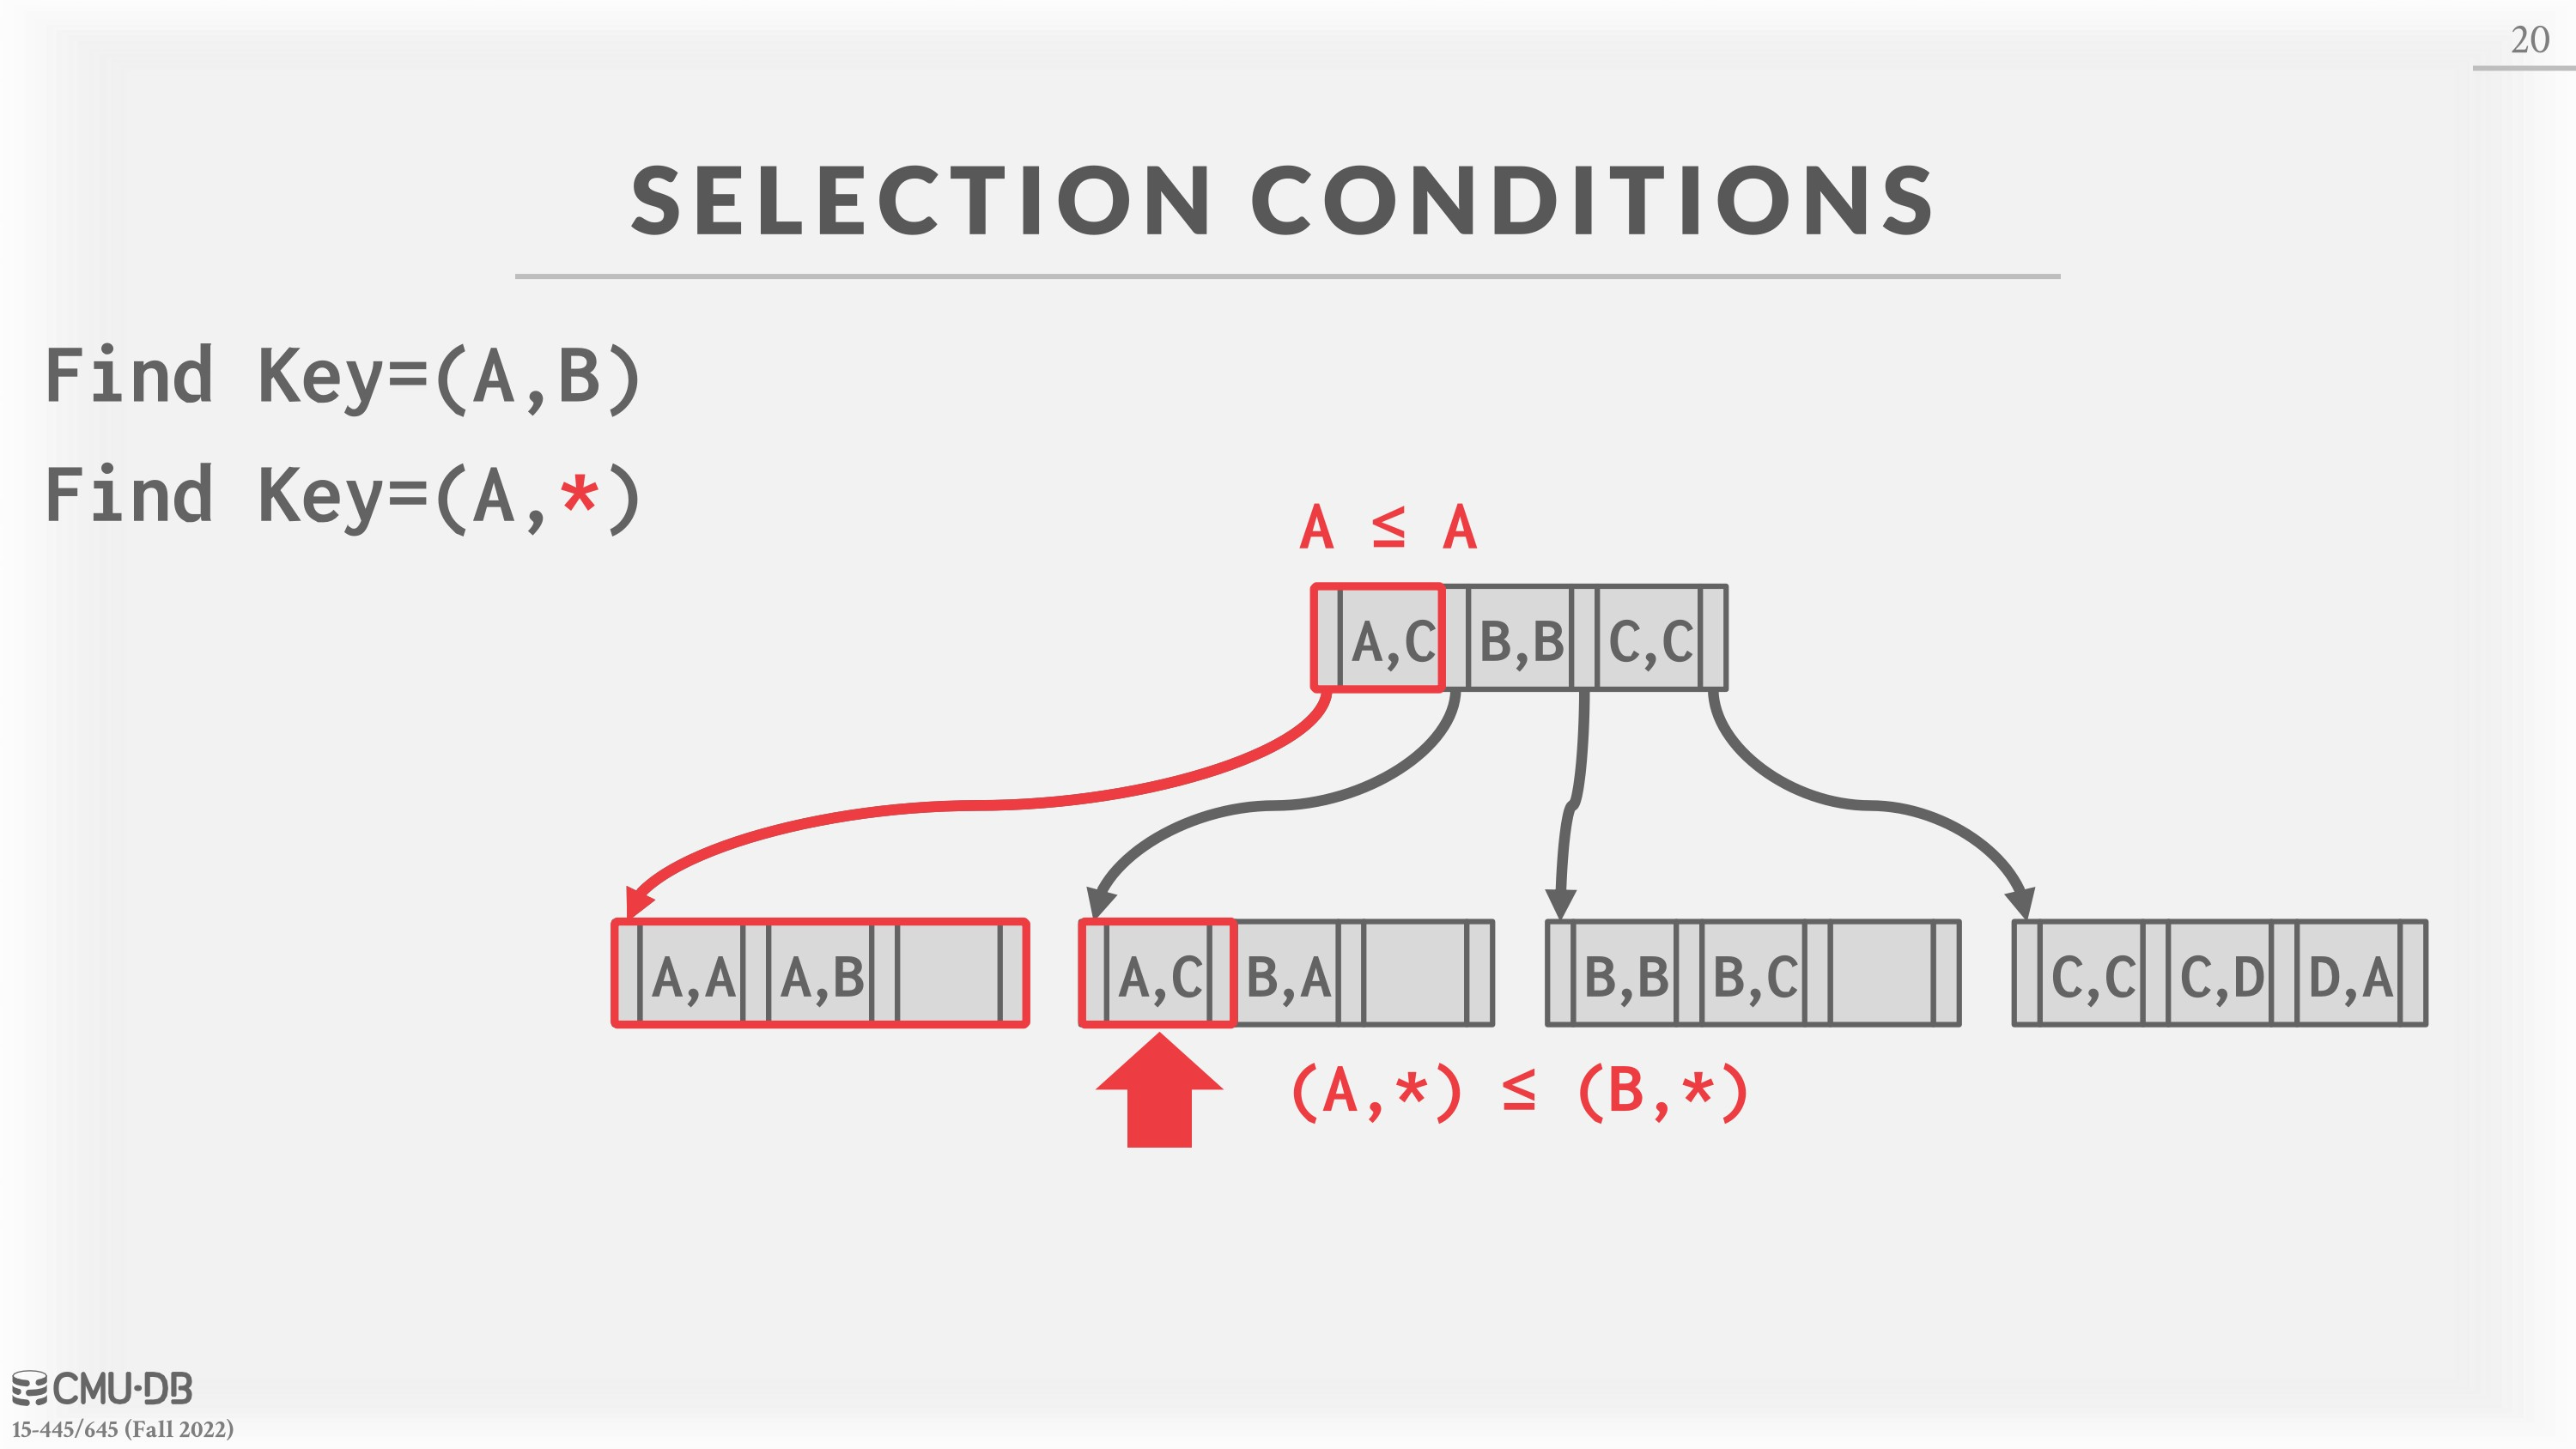 20
SELECTION CONDITIONS
Find Key=(A,B)
Find Key=(A,*)
A ≤ A
A,C B,B C,C
A,A A,B A,C B,A B,B B,C C,C C,D D,A
(A,*) ≤ (B,*)
CMU·DB
15-445/645 (Fall 2022)